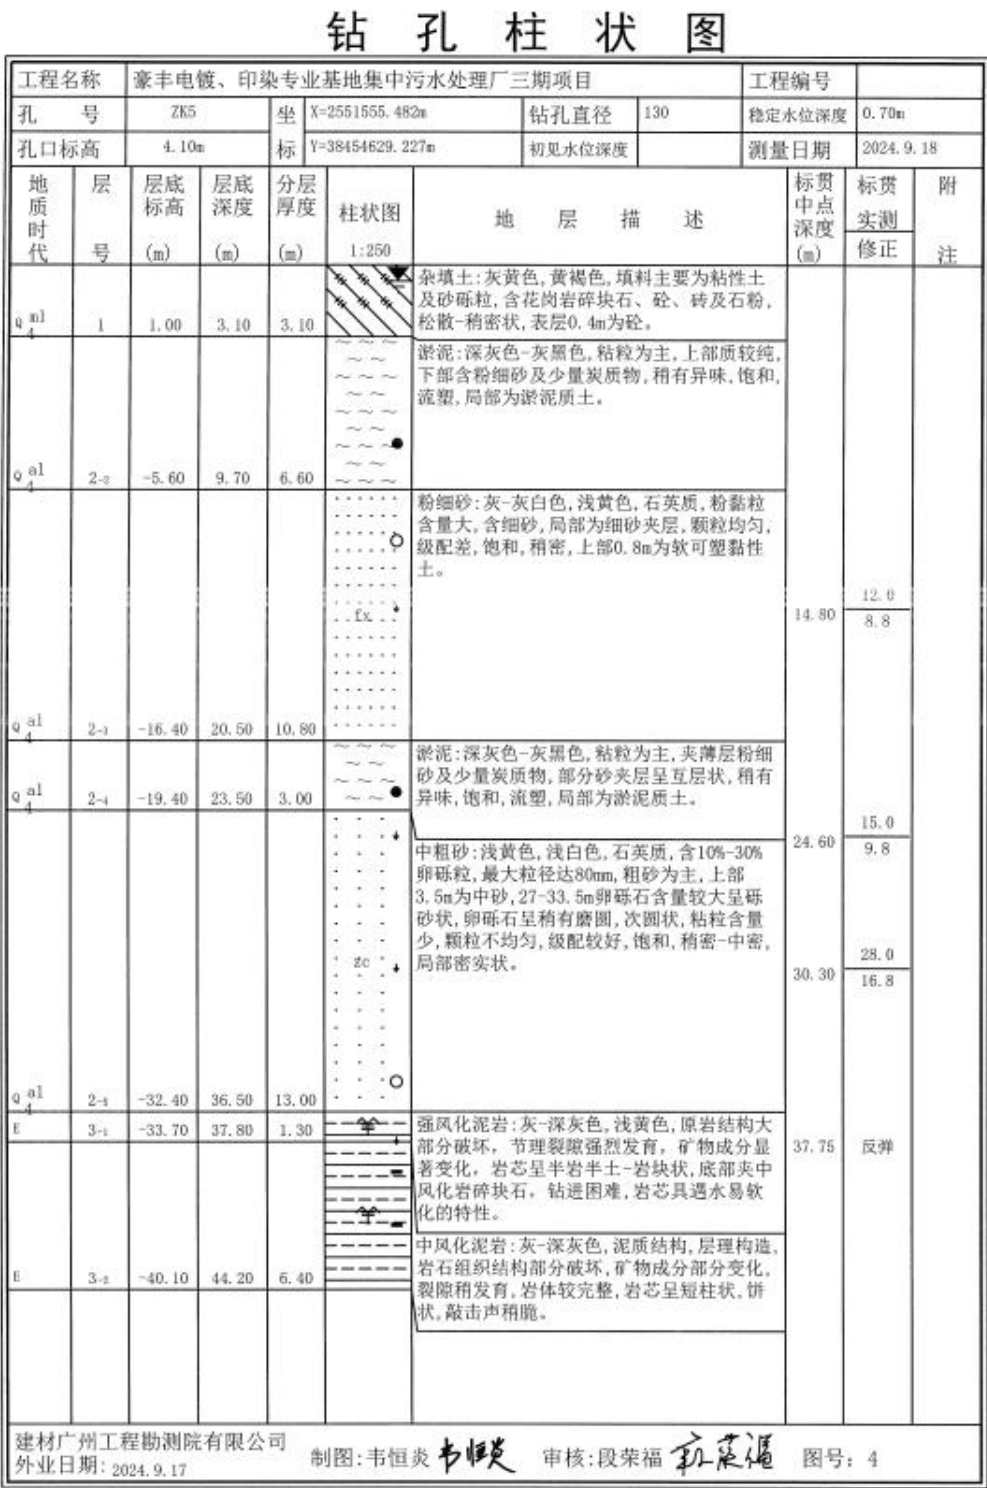 钻孔柱状图
工程名称 豪丰电镀、印染专业基地集中污水处理厂三期项目 工程编号
孔号 ZK5 坐标 X=2551555.482m 钻孔直径 130 稳定水位深度 0.70m
孔口标高 4.10m Y=38454629.227m 初见水位深度 测量日期 2024.9.18
地质时代 层号 层底标高(m) 层底深度(m) 分层厚度(m) 柱状图 1:250 地层描述 标贯中点深度(m) 标贯实测修正 附注
杂填土:灰黄色,黄褐色,填料主要为粘性土
及砂砾粒,含花岗岩碎块石、砼、砖及石粉,
松散-稍密状,表层0.4m为砼。
Q4 ml 1 1.00 3.10 3.10
淤泥:深灰色-灰黑色,粘粒为主,上部质较纯,
下部含粉细砂及少量炭质物,稍有异味,饱和,
流塑,局部为淤泥质土。
Q4 al 2-2 -5.60 9.70 6.60
粉细砂:灰-灰白色,浅黄色,石英质,粉黏粒
含量大,含细砂,局部为细砂夹层,颗粒均匀,
级配差,饱和,稍密,上部0.8m为软可塑黏性
土。
fx 14.80 12.0
8.8
Q4 al 2-3 -16.40 20.50 10.80
淤泥:深灰色-灰黑色,粘粒为主,夹薄层粉细
砂及少量炭质物,部分砂夹层呈互层状,稍有
异味,饱和,流塑,局部为淤泥质土。
Q4 al 2-4 -19.40 23.50 3.00
24.60 15.0
9.8
中粗砂:浅黄色,浅白色,石英质,含10%-30%
卵砾粒,最大粒径达80mm,粗砂为主,上部
3.5m为中砂,27-33.5m卵砾石含量较大呈砾
砂状,卵砾石呈稍有磨圆,次圆状,粘粒含量
少,颗粒不均匀,级配较好,饱和,稍密-中密,
局部密实状。
zc 30.30 28.0
16.8
Q4 al 2- -32.40 36.50 13.00
E 3-1 -33.70 37.80 1.30
强风化泥岩:灰-深灰色,浅黄色,原岩结构大
部分破坏，节理裂隙强烈发育，矿物成分显
著变化，岩芯呈半岩半土-岩块状,底部夹中
风化岩碎块石。钻进困难,岩芯具遇水易软
化的特性。
37.75 反弹
中风化泥岩:灰-深灰色,泥质结构,层理构造,
岩石组织结构部分破坏,矿物成分部分变化,
裂隙稍发育,岩体较完整,岩芯呈短柱状,饼
状,敲击声稍脆。
E 3-2 -40.10 44.20 6.40
建材广州工程勘测院有限公司
外业日期: 2024.9.17 制图:韦恒炎 韦恒炎 审核:段荣福 段荣福 图号: 4